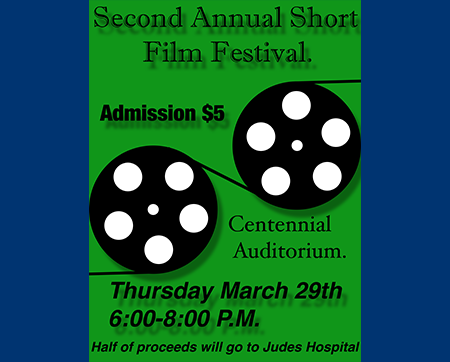 Second Annual Short
Film Festival.
Admission $5
Centennial
Auditorium.
Thursday March 29th
6:00-8:00 P.M.
Half of proceeds will go to Judes Hospital